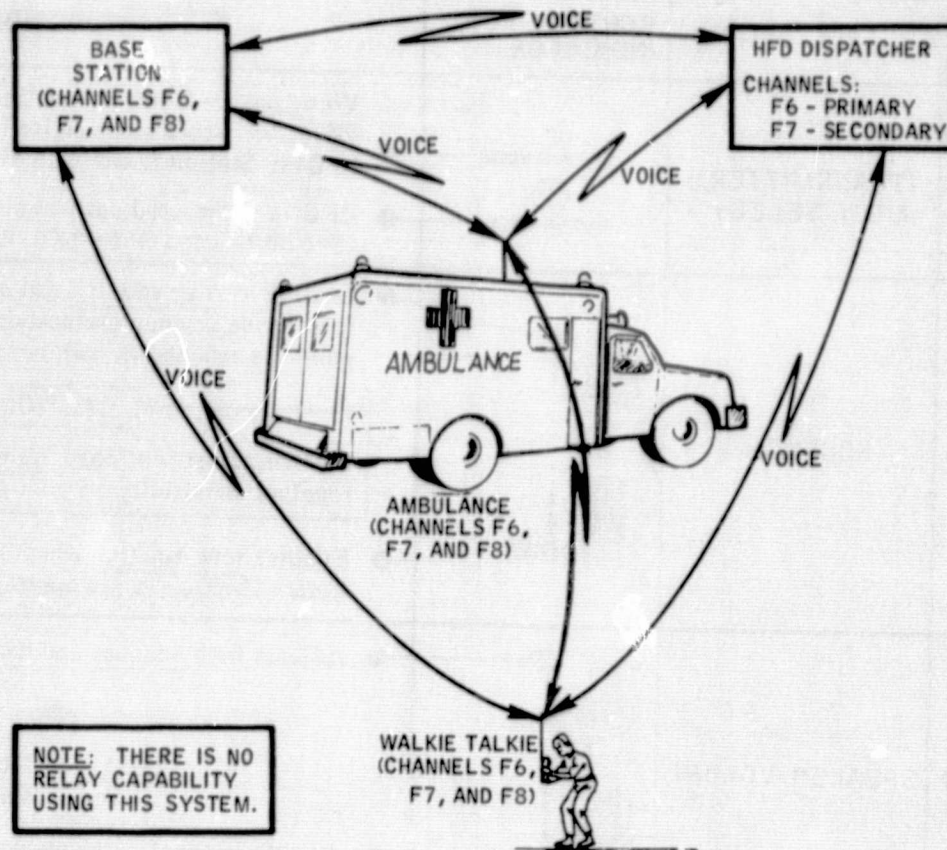 VOICE
BASE
STATION
(CHANNELS F6,
F7, AND F8)
HFD DISPATCHER
CHANNELS:
F6 - PRIMARY
F7 - SECONDARY
VOICE
VOICE
AMBULANCE
VOICE
VOICE
AMBULANCE
(CHANNELS F6,
F7, AND F8)
WALKIE TALKIE
(CHANNELS F6,
F7, AND F8)
NOTE: THERE IS NO
RELAY CAPABILITY
USING THIS SYSTEM.